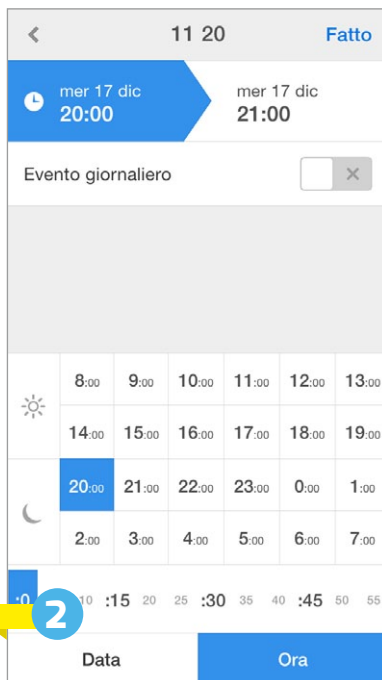 11 20 Fatto
mer 17 dic mer 17 dic
20:00 21:00
Evento giornaliero
8:00 9:00 10:00 11:00 12:00 13:00
14:00 15:00 16:00 17:00 18:00 19:00
20:00 21:00 22:00 23:00 0:00 1:00
2:00 3:00 4:00 5:00 6:00 7:00
:0 10 :15 20 25 :30 35 40 :45 50 55
2
Data Ora